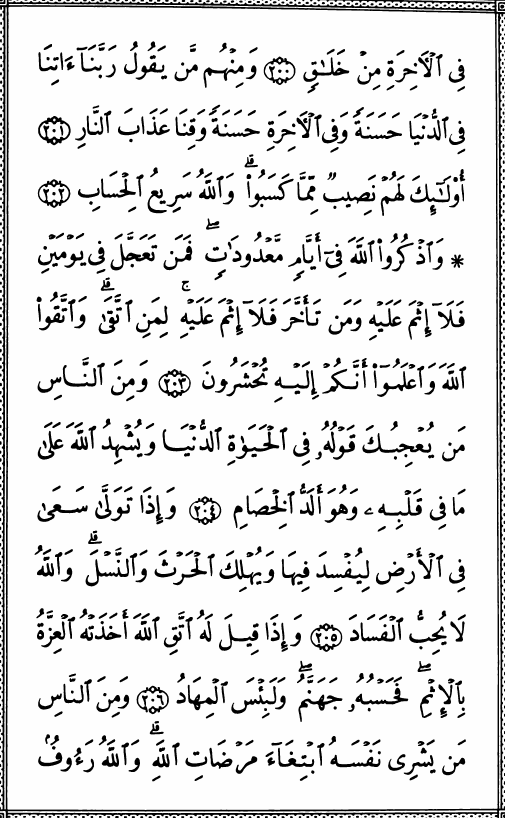 فِى ٱلْأَخِرَةِ مِنْ خَلَٰقٍ ٢٠٠ وَمِنْهُم مَّن يَقُولُ رَبَّنَآ ءَاتِنَا
فِى ٱلدُّنْيَا حَسَنَةً وَفِى ٱلْأَخِرَةِ حَسَنَةً وَقِنَا عَذَابَ ٱلنَّارِ ٢٠١
أُو۟لَٰٓئِكَ لَهُمْ نَصِيبٌ مِّمَّا كَسَبُوا۟ۚ وَٱللَّهُ سَرِيعُ ٱلْحِسَابِ ٢٠٢
* وَٱذْكُرُوا۟ ٱللَّهَ فِىٓ أَيَّامٍ مَّعْدُودَٰتٍۖ فَمَن تَعَجَّلَ فِى يَوْمَيْنِ
فَلَآ إِثْمَ عَلَيْهِ وَمَن تَأَخَّرَ فَلَآ إِثْمَ عَلَيْهِۚ لِمَنِ ٱتَّقَىٰۗ وَٱتَّقُوا۟
ٱللَّهَ وَٱعْلَمُوٓا۟ أَنَّكُمْ إِلَيْهِ تُحْشَرُونَ ٢٠٣ وَمِنَ ٱلنَّاسِ
مَن يُعْجِبُكَ قَوْلُهُۥ فِى ٱلْحَيَوٰةِ ٱلدُّنْيَا وَيُشْهِدُ ٱللَّهَ عَلَىٰ
مَا فِى قَلْبِهِۦ وَهُوَ أَلَدُّ ٱلْخِصَامِ ٢٠٤ وَإِذَا تَوَلَّىٰ سَعَىٰ
فِى ٱلْأَرْضِ لِيُفْسِدَ فِيهَا وَيُهْلِكَ ٱلْحَرْثَ وَٱلنَّسْلَۗ وَٱللَّهُ
لَا يُحِبُّ ٱلْفَسَادَ ٢٠٥ وَإِذَا قِيلَ لَهُ ٱتَّقِ ٱللَّهَ أَخَذَتْهُ ٱلْعِزَّةُ
بِٱلْإِثْمِۖ فَحَسْبُهُۥ جَهَنَّمُۖ وَلَبِئْسَ ٱلْمِهَادُ ٢٠٦ وَمِنَ ٱلنَّاسِ
مَن يَشْرِى نَفْسَهُ ٱبْتِغَآءَ مَرْضَاتِ ٱللَّهِۗ وَٱللَّهُ رَءُوفٌۢ